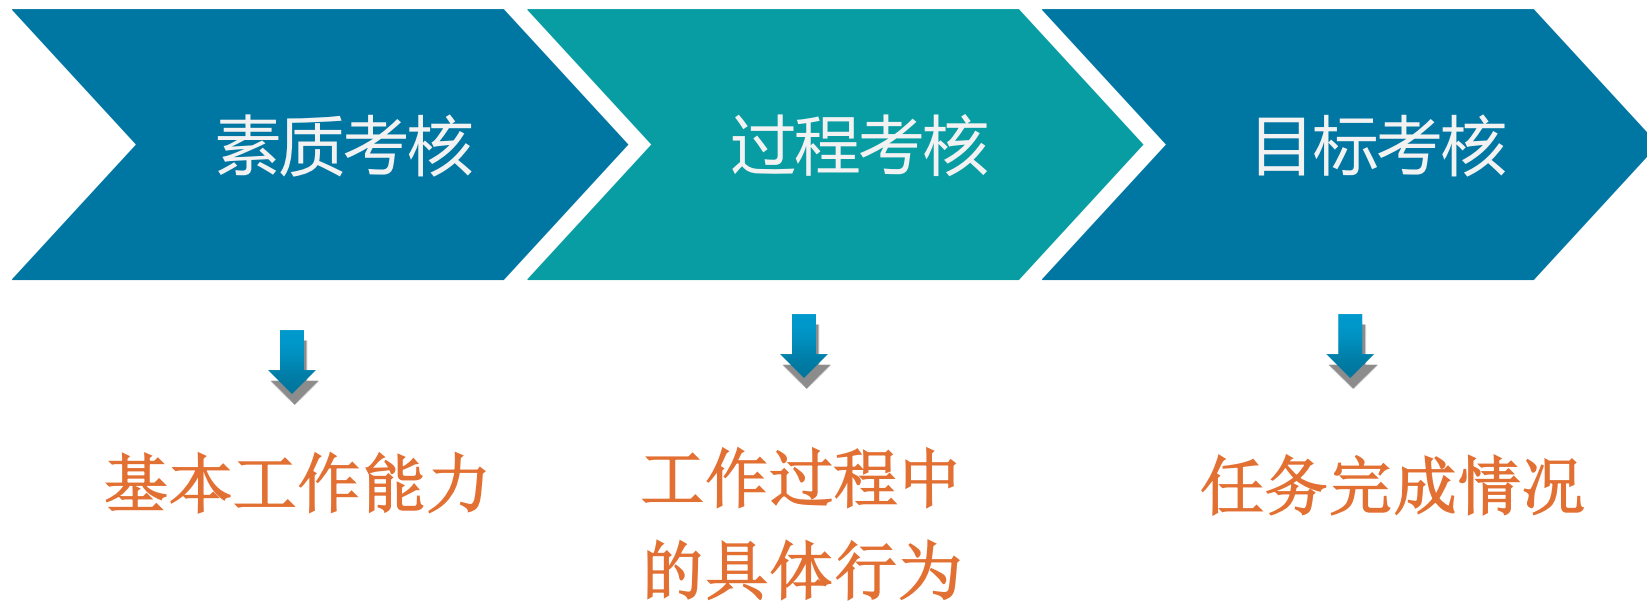 素质考核
过程考核
目标考核
基本工作能力
工作过程中
的具体行为
任务完成情况